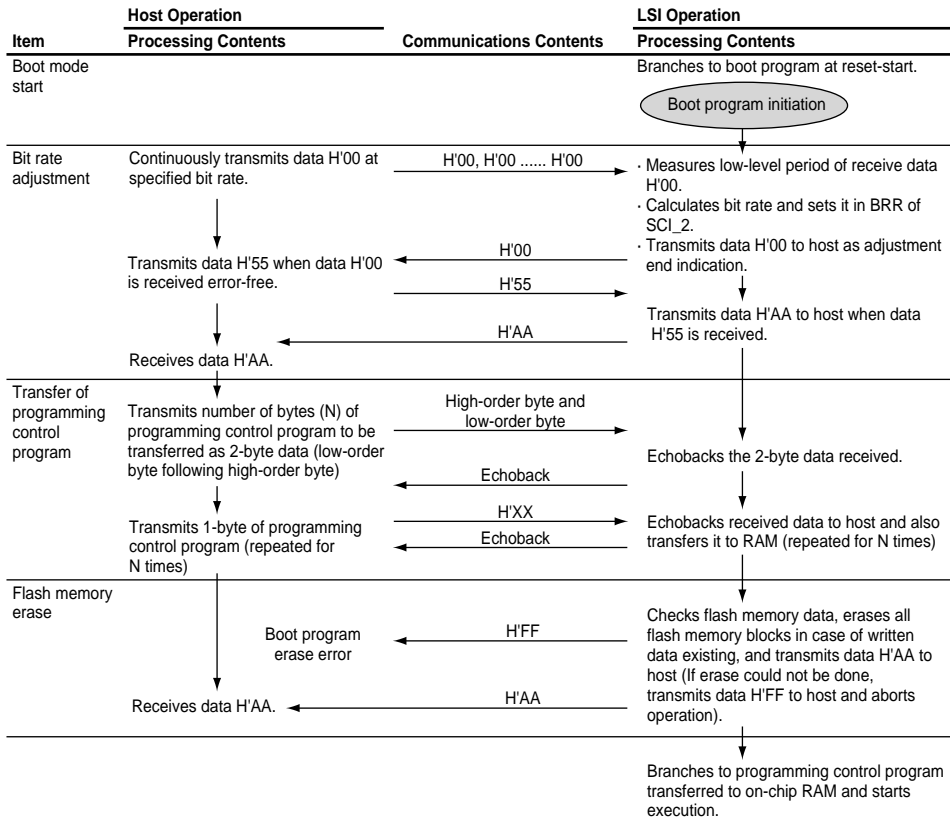 Host Operation
LSI Operation
Item
Processing Contents
Communications Contents
Processing Contents
Boot mode
start
Branches to boot program at reset-start.
Boot program initiation
Bit rate
adjustment
Continuously transmits data H'00 at
specified bit rate.
H'00, H'00 ...... H'00
· Measures low-level period of receive data
H'00.
· Calculates bit rate and sets it in BRR of
SCI_2.
· Transmits data H'00 to host as adjustment
end indication.
H'00
Transmits data H'55 when data H'00
is received error-free.
H'55
Transmits data H'AA to host when data
H'55 is received.
H'AA
Receives data H'AA.
Transfer of
programming
control
program
Transmits number of bytes (N) of
programming control program to be
transferred as 2-byte data (low-order
byte following high-order byte)
High-order byte and
low-order byte
Echobacks the 2-byte data received.
Echoback
H'XX
Transmits 1-byte of programming
control program (repeated for
N times)
Echoback
Echobacks received data to host and also
transfers it to RAM (repeated for N times)
Flash memory
erase
Boot program
erase error
H'FF
Checks flash memory data, erases all
flash memory blocks in case of written
data existing, and transmits data H'AA to
host (If erase could not be done,
transmits data H'FF to host and aborts
operation).
H'AA
Receives data H'AA.
Branches to programming control program
transferred to on-chip RAM and starts
execution.